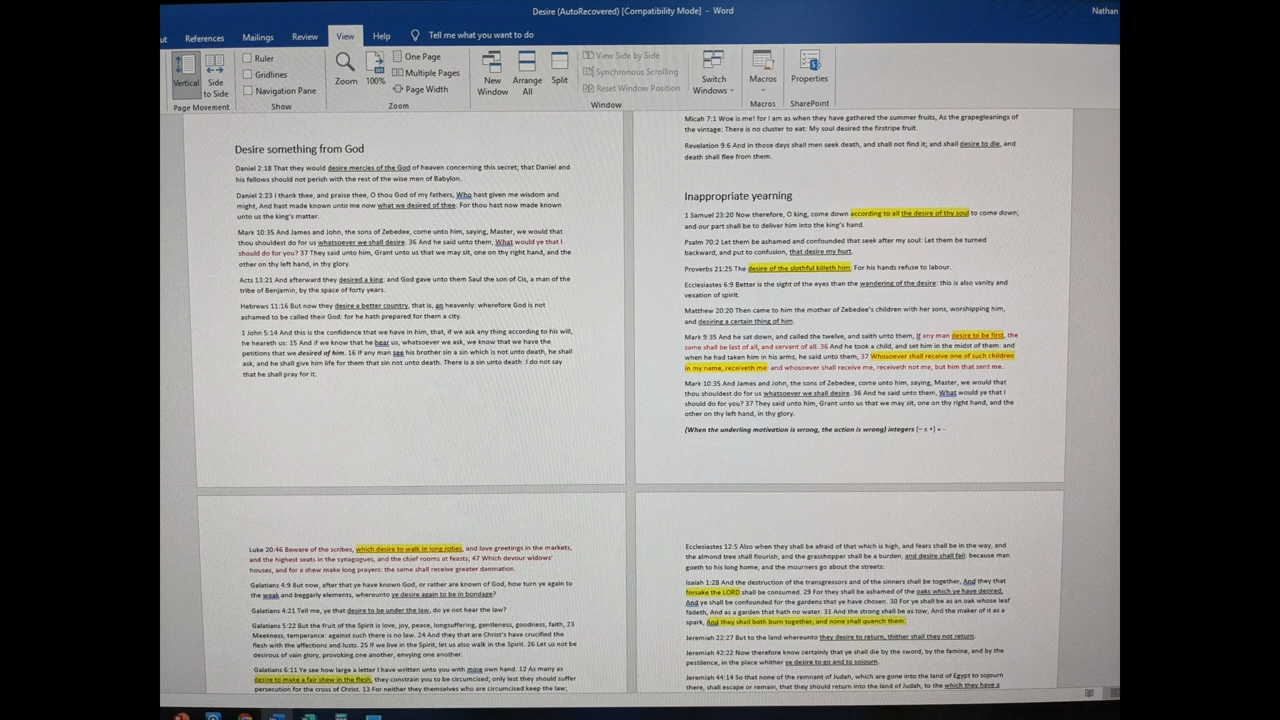 Desire (AutoRecovered) [Compatibility Mode] - Word
Nathan
References Mailings Review View Help Tell me what you want to do
Vertical
Side to Side
Page Movement
Ruler
Gridlines
Navigation Pane
Show
Zoom
100%
One Page
Multiple Pages
Page Width
Zoom
New Window
Arrange All
Split
View Side by Side
Synchronous Scrolling
Reset Window Position
Window
Switch Windows
Macros
Macros
Properties
SharePoint
Desire something from God
Daniel 2:18 That they would desire mercies of the God of heaven concerning this secret; that Daniel and
his fellows should not perish with the rest of the wise men of Babylon.
Daniel 2:23 I thank thee, and praise thee, O thou God of my fathers, Who hast given me wisdom and
might, And hast made known unto me now what we desired of thee: For thou hast now made known
unto us the king's matter.
Mark 10:35 And James and John, the sons of Zebedee, come unto him, saying, Master, we would that
thou shouldest do for us whatsoever we shall desire. 36 And he said unto them, What would ye that I
should do for you? 37 They said unto him, Grant unto us that we may sit, one on thy right hand, and the
other on thy left hand, in thy glory.
Acts 13:21 And afterward they desired a king: and God gave unto them Saul the son of Cis, a man of the
tribe of Benjamin, by the space of forty years.
Hebrews 11:16 But now they desire a better country, that is, an heavenly: wherefore God is not
ashamed to be called their God: for he hath prepared for them a city.
1 John 5:14 And this is the confidence that we have in him, that, if we ask any thing according to his will,
he heareth us: 15 And if we know that he hear us, whatsoever we ask, we know that we have the
petitions that we desired of him. 16 If any man see his brother sin a sin which is not unto death, he shall
ask, and he shall give him life for them that sin not unto death. There is a sin unto death: I do not say
that he shall pray for it.
Micah 7:1 Woe is me! for I am as when they have gathered the summer fruits, As the grapegleanings of
the vintage: There is no cluster to eat: My soul desired the firstripe fruit.
Revelation 9:6 And in those days shall men seek death, and shall not find it; and shall desire to die, and
death shall flee from them.
Inappropriate yearning
1 Samuel 23:20 Now therefore, O king, come down according to all the desire of thy soul to come down;
and our part shall be to deliver him into the king's hand.
Psalm 70:2 Let them be ashamed and confounded that seek after my soul: Let them be turned
backward, and put to confusion, that desire my hurt.
Proverbs 21:25 The desire of the slothful killeth him; For his hands refuse to labour.
Ecclesiastes 6:9 Better is the sight of the eyes than the wandering of the desire: this is also vanity and
vexation of spirit.
Matthew 20:20 Then came to him the mother of Zebedee's children with her sons, worshipping him,
and desiring a certain thing of him.
Mark 9:35 And he sat down, and called the twelve, and saith unto them, If any man desire to be first, the
same shall be last of all, and servant of all. 36 And he took a child, and set him in the midst of them: and
when he had taken him in his arms, he said unto them, 37 Whosoever shall receive one of such children
in my name, receiveth me: and whosoever shall receive me, receiveth not me, but him that sent me.
Mark 10:35 And James and John, the sons of Zebedee, come unto him, saying, Master, we would that
thou shouldest do for us whatsoever we shall desire. 36 And he said unto them, What would ye that I
should do for you? 37 They said unto him, Grant unto us that we may sit, one on thy right hand, and the
other on thy left hand, in thy glory.
(When the underling motivation is wrong, the action is wrong) integers (− x +) = -
Luke 20:46 Beware of the scribes, which desire to walk in long robes, and love greetings in the markets,
and the highest seats in the synagogues, and the chief rooms at feasts; 47 Which devour widows'
houses, and for a shew make long prayers: the same shall receive greater damnation.
Galatians 4:9 But now, after that ye have known God, or rather are known of God, how turn ye again to
the weak and beggarly elements, whereunto ye desire again to be in bondage?
Galatians 4:21 Tell me, ye that desire to be under the law, do ye not hear the law?
Galatians 5:22 But the fruit of the Spirit is love, joy, peace, longsuffering, gentleness, goodness, faith, 23
Meekness, temperance: against such there is no law. 24 And they that are Christ's have crucified the
flesh with the affections and lusts. 25 If we live in the Spirit, let us also walk in the Spirit. 26 Let us not be
desirous of vain glory, provoking one another, envying one another.
Galatians 6:11 Ye see how large a letter I have written unto you with mine own hand. 12 As many as
desire to make a fair shew in the flesh, they constrain you to be circumcised; only lest they should suffer
persecution for the cross of Christ. 13 For neither they themselves who are circumcised keep the law;
Ecclesiastes 12:5 Also when they shall be afraid of that which is high, and fears shall be in the way, and
the almond tree shall flourish, and the grasshopper shall be a burden, and desire shall fail: because man
goeth to his long home, and the mourners go about the streets:
Isaiah 1:28 And the destruction of the transgressors and of the sinners shall be together, And they that
forsake the LORD shall be consumed. 29 For they shall be ashamed of the oaks which ye have desired,
And ye shall be confounded for the gardens that ye have chosen. 30 For ye shall be as an oak whose leaf
fadeth, And as a garden that hath no water. 31 And the strong shall be as tow, And the maker of it as a
spark, And they shall both burn together, and none shall quench them.
Jeremiah 22:27 But to the land whereunto they desire to return, thither shall they not return.
Jeremiah 42:22 Now therefore know certainly that ye shall die by the sword, by the famine, and by the
pestilence, in the place whither ye desire to go and to sojourn.
Jeremiah 44:14 So that none of the remnant of Judah, which are gone into the land of Egypt to sojourn
there, shall escape or remain, that they should return into the land of Judah, to the which they have a